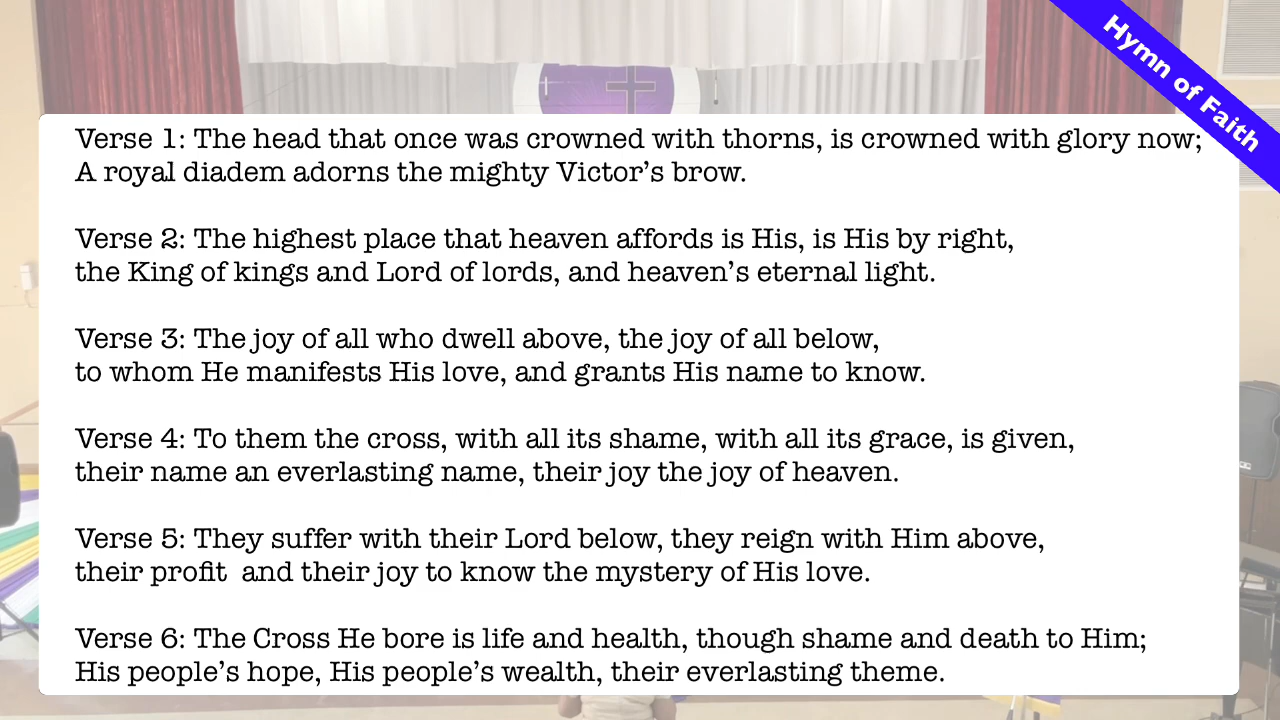 Hymn of Faith
Verse 1: The head that once was crowned with thorns, is crowned with glory now;
A royal diadem adorns the mighty Victor’s brow.
Verse 2: The highest place that heaven affords is His, is His by right,
the King of kings and Lord of lords, and heaven’s eternal light.
Verse 3: The joy of all who dwell above, the joy of all below,
to whom He manifests His love, and grants His name to know.
Verse 4: To them the cross, with all its shame, with all its grace, is given,
their name an everlasting name, their joy the joy of heaven.
Verse 5: They suffer with their Lord below, they reign with Him above,
their profit  and their joy to know the mystery of His love.
Verse 6: The Cross He bore is life and health, though shame and death to Him;
His people’s hope, His people’s wealth, their everlasting theme.